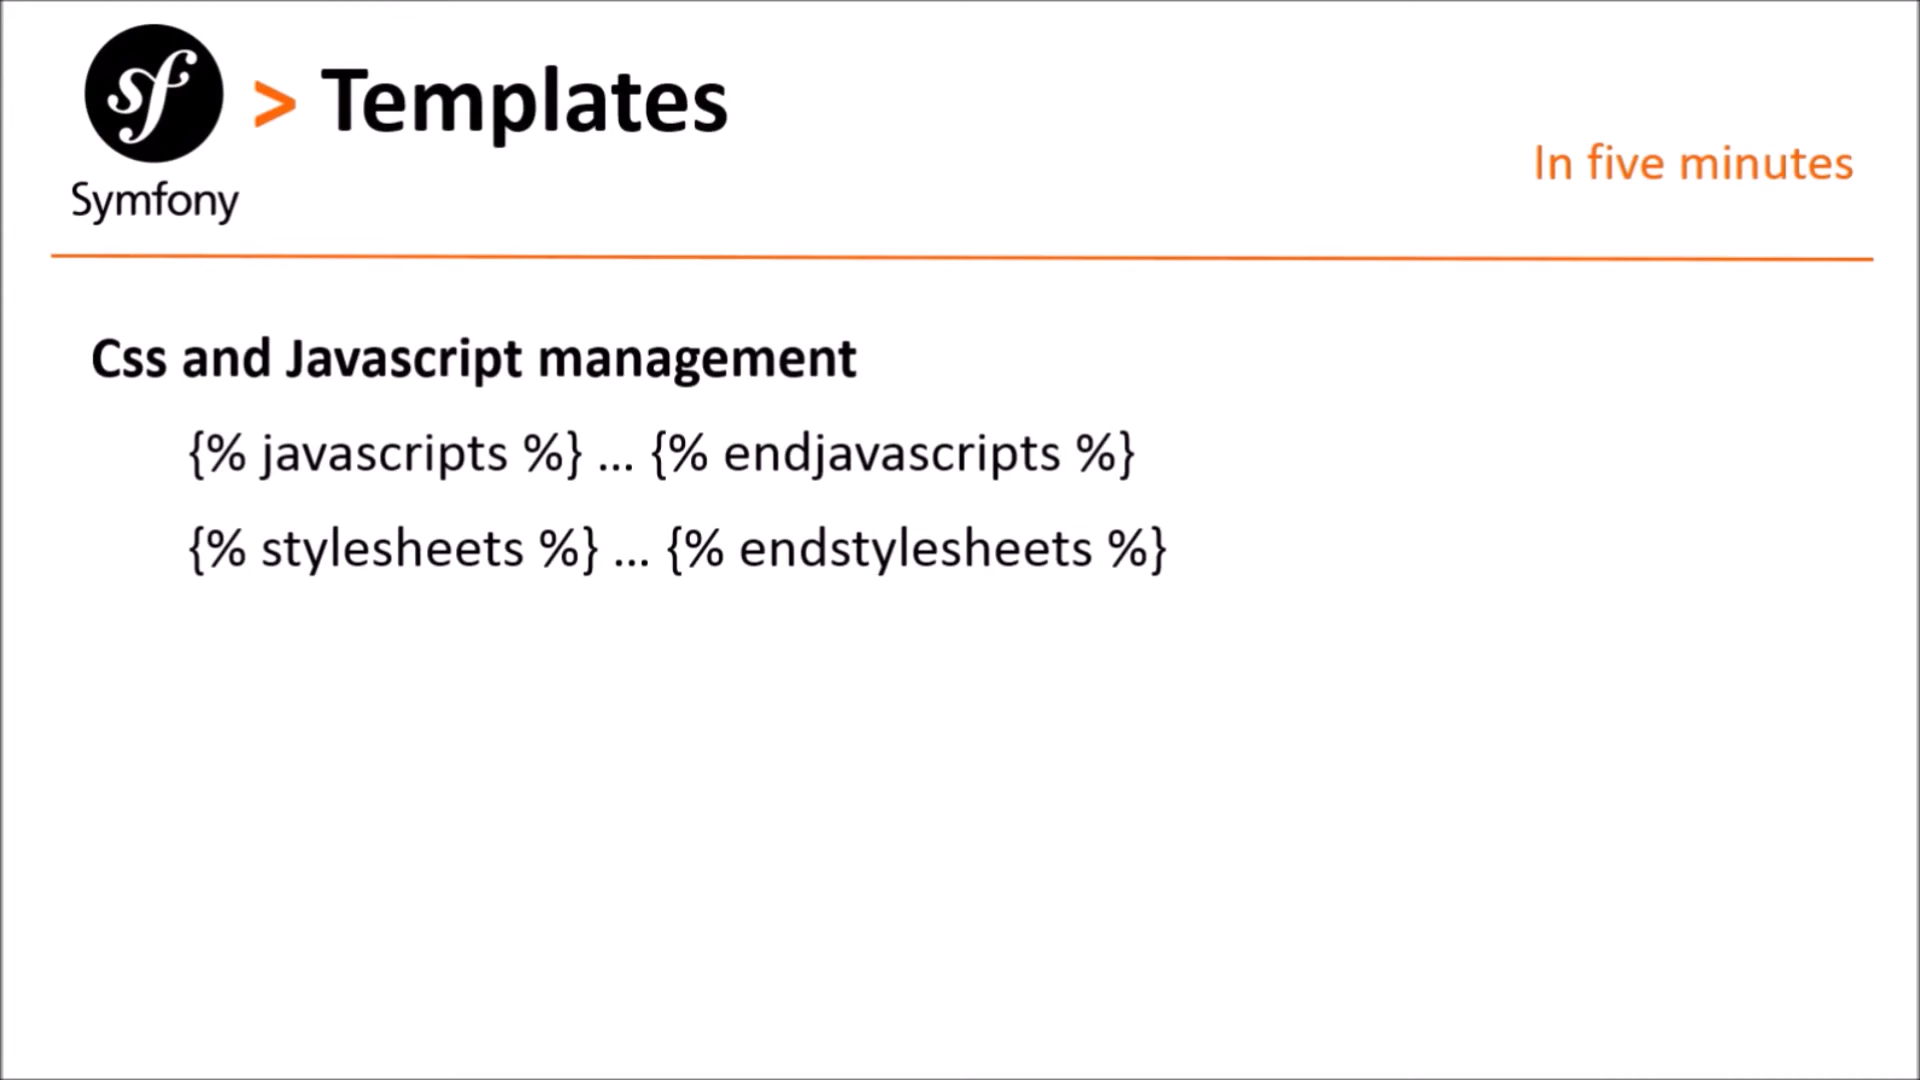 sf
> Templates
Symfony
In five minutes
Css and Javascript management
{% javascripts %} ... {% endjavascripts %}
{% stylesheets %} ... {% endstylesheets %}